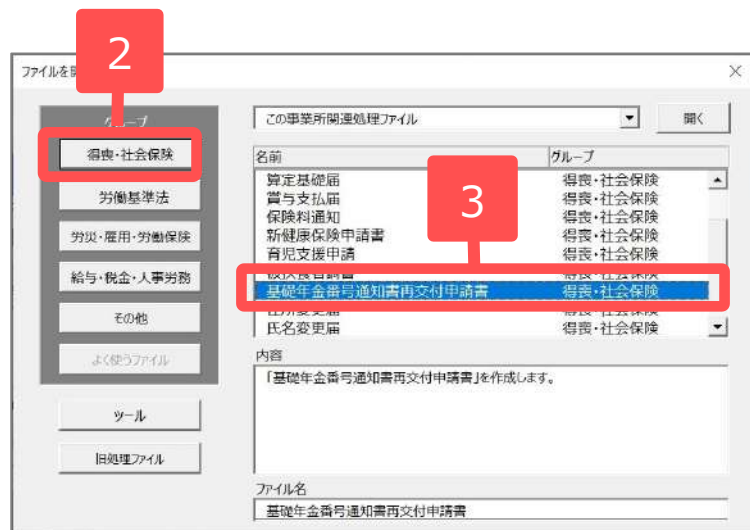 2
ファイルを
×
グループ
得喪・社会保険
労働基準法
労災・雇用・労働保険
給与・税金・人事労務
その他
よく使うファイル
ツール
旧処理ファイル
この事業所関連処理ファイル
開く
名前 グループ
算定基礎届 得喪・社会保険
賞与支払届 得喪・社会保険
保険料通知 得喪・社会保険
新健康保険申請書 得喪・社会保険
育児支援申請 得喪・社会保険
3
基礎年金番号通知書再交付申請書 得喪・社会保険
住所変更届 得喪・社会保険
氏名変更届 得喪・社会保険
内容
「基礎年金番号通知書再交付申請書」を作成します。
ファイル名
基礎年金番号通知書再交付申請書